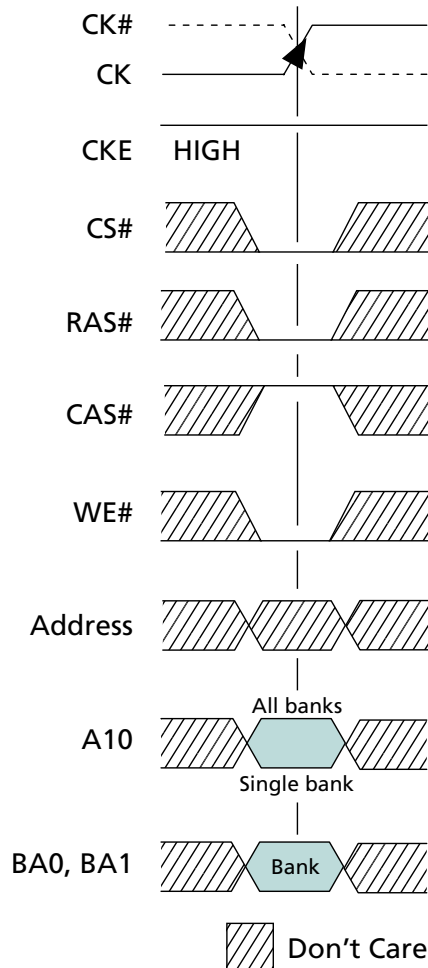 CK#
CK
CKE HIGH
CS#
RAS#
CAS#
WE#
Address
All banks
A10
Single bank
BA0, BA1 Bank
Don't Care